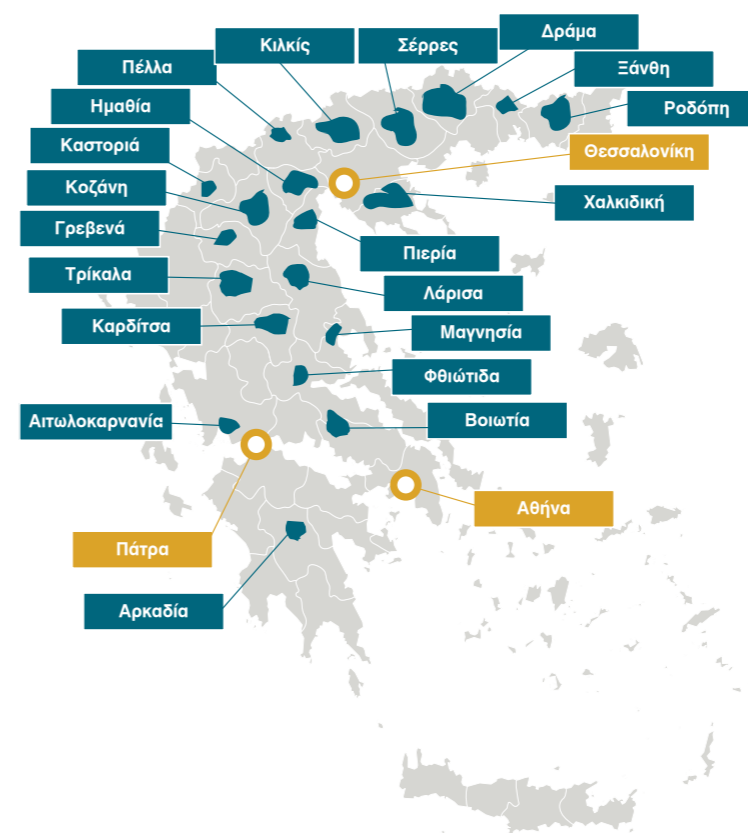 Δράμα
Κιλκίς
Σέρρες
Πέλλα
Ξάνθη
Ημαθία
Ροδόπη
Καστοριά
Θεσσαλονίκη
Κοζάνη
Χαλκιδική
Γρεβενά
Πιερία
Τρίκαλα
Λάρισα
Καρδίτσα
Μαγνησία
Φθιώτιδα
Αιτωλοκαρνανία
Βοιωτία
Αθήνα
Πάτρα
Αρκαδία